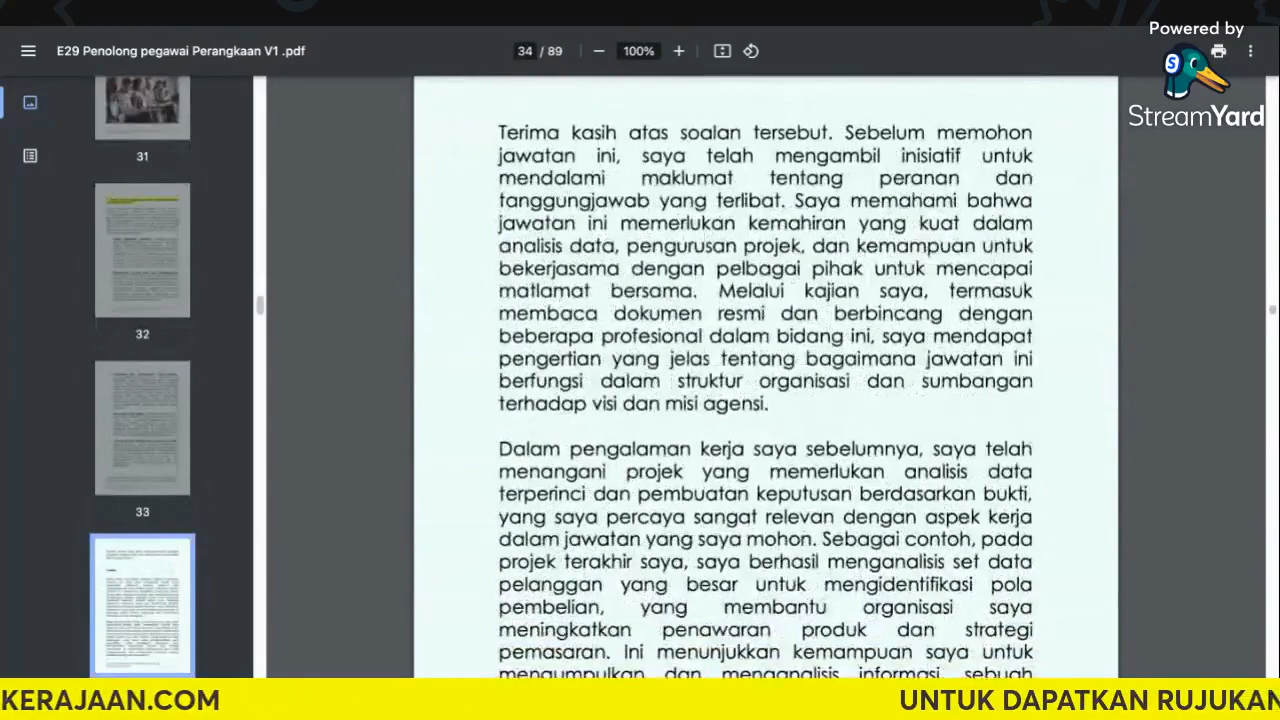 Powered by
StreamYard
E29 Penolong pegawai Perangkaan V1 .pdf
34 / 89
100%
31
32
33
Terima kasih atas soalan tersebut. Sebelum memohon
jawatan ini, saya telah mengambil inisiatif untuk
mendalami maklumat tentang peranan dan
tanggungjawab yang terlibat. Saya memahami bahwa
jawatan ini memerlukan kemahiran yang kuat dalam
analisis data, pengurusan projek, dan kemampuan untuk
bekerjasama dengan pelbagai pihak untuk mencapai
matlamat bersama. Melalui kajian saya, termasuk
membaca dokumen resmi dan berbincang dengan
beberapa profesional dalam bidang ini, saya mendapat
pengertian yang jelas tentang bagaimana jawatan ini
berfungsi dalam struktur organisasi dan sumbangan
terhadap visi dan misi agensi.
Dalam pengalaman kerja saya sebelumnya, saya telah
menangani projek yang memerlukan analisis data
terperinci dan pembuatan keputusan berdasarkan bukti,
yang saya percaya sangat relevan dengan aspek kerja
dalam jawatan yang saya mohon. Sebagai contoh, pada
projek terakhir saya, saya berhasil menganalisis set data
pelanggan yang besar untuk mengidentifikasi pola
pembelian, yang membantu organisasi saya
meningkatkan penawaran produk dan strategi
pemasaran. Ini menunjukkan kemampuan saya untuk
mengumpulkan dan menganalisis informasi sebuah
KERAJAAN.COM
UNTUK DAPATKAN RUJUKAN